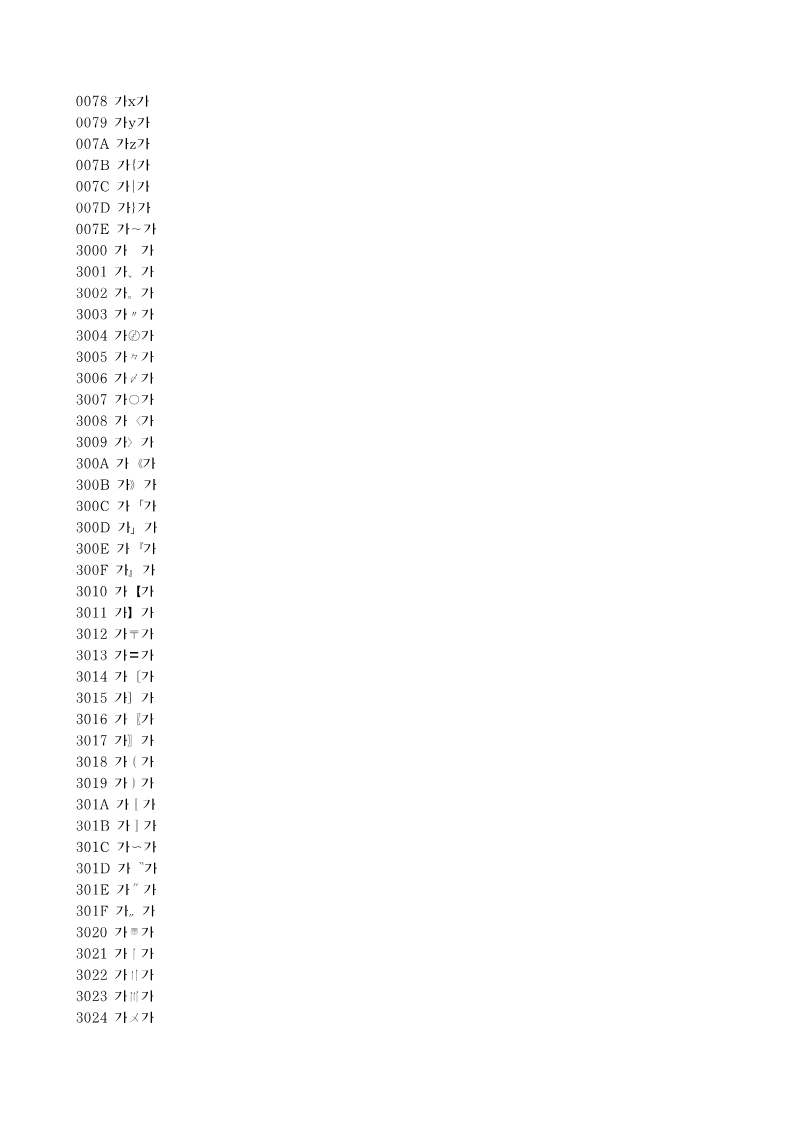 0078 가x가
0079 가y가
007A 가z가
007B 가{가
007C 가|가
007D 가}가
007E 가~가
3000 가　가
3001 가、가
3002 가。가
3003 가〃가
3004 가〄가
3005 가々가
3006 가〆가
3007 가〇가
3008 가〈가
3009 가〉가
300A 가《가
300B 가》가
300C 가「가
300D 가」가
300E 가『가
300F 가』가
3010 가【가
3011 가】가
3012 가〒가
3013 가〓가
3014 가〔가
3015 가〕가
3016 가〖가
3017 가〗가
3018 가〘가
3019 가〙가
301A 가〚가
301B 가〛가
301C 가〜가
301D 가〝가
301E 가〞가
301F 가〟가
3020 가〠가
3021 가〡가
3022 가〢가
3023 가〣가
3024 가〤가